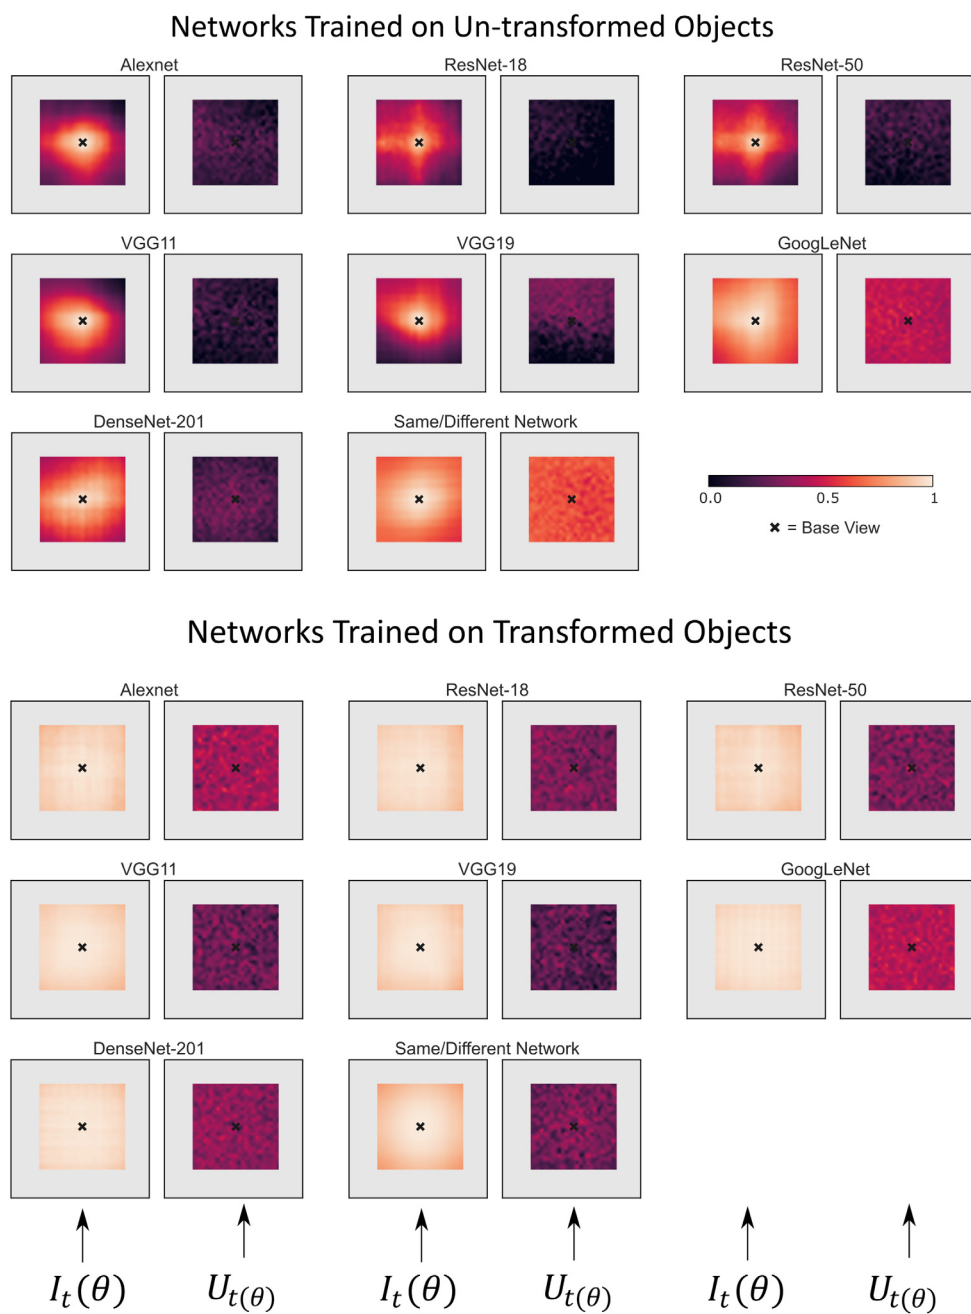 Networks Trained on Un-transformed Objects
Alexnet
ResNet-18
ResNet-50
VGG11
VGG19
GoogLeNet
DenseNet-201
Same/Different Network
0.0 0.5 1
✖ = Base View
Networks Trained on Transformed Objects
Alexnet
ResNet-18
ResNet-50
VGG11
VGG19
GoogLeNet
DenseNet-201
Same/Different Network
I_t(θ) U_t(θ) I_t(θ) U_t(θ) I_t(θ) U_t(θ)